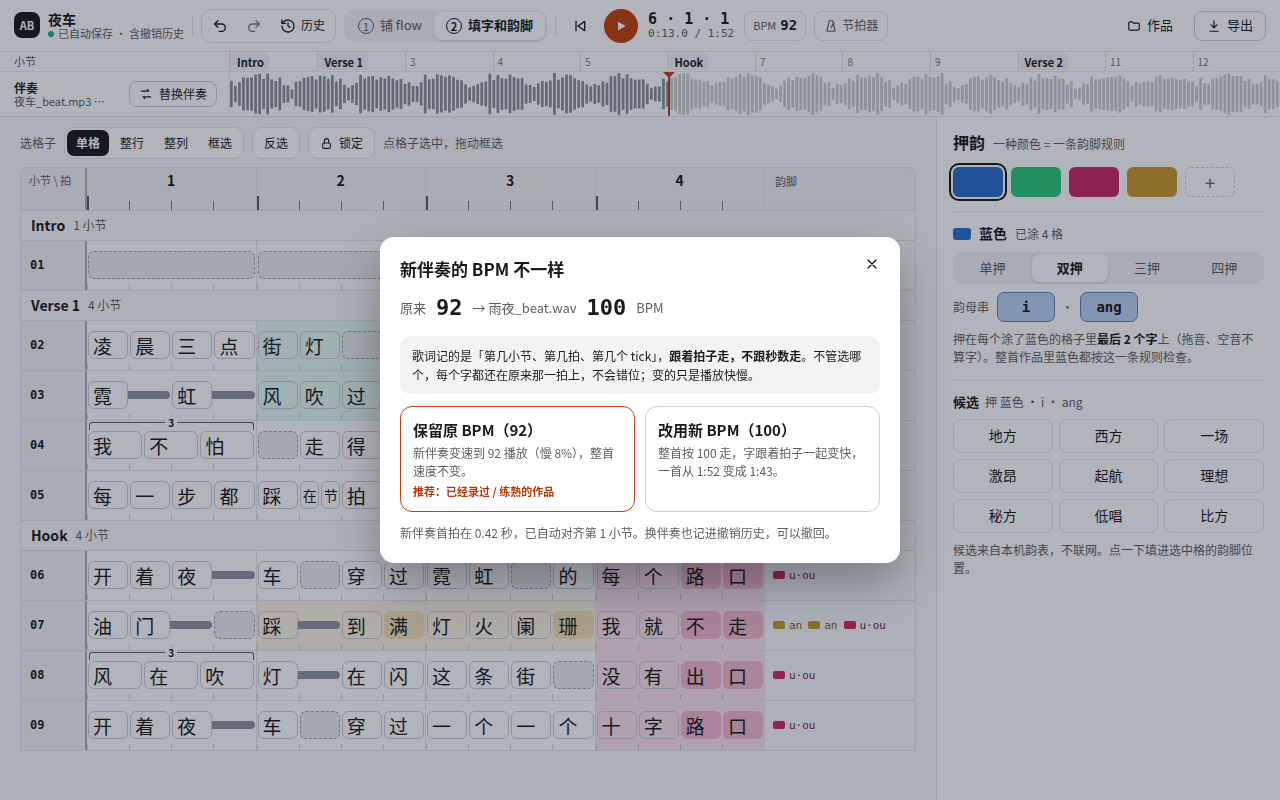 AB
夜车
已自动保存 · 含撤销历史
历史
1 铺 flow
2 填字和韵脚
6 · 1 · 1
0:13.0 / 1:52
BPM 92
节拍器
作品
导出
小节
Intro
Verse 1
3
4
5
Hook
7
8
9
Verse 2
11
12
伴奏
夜车_beat.mp3 ···
替换伴奏
选格子
单格
整行
整列
框选
反选
锁定
点格子选中，拖动框选
小节 \ 拍
1
2
3
4
韵脚
Intro 1 小节
01
Verse 1 4 小节
02 凌 晨 三 点 街 灯
03 霓 虹 风 吹 过
3
04 我 不 怕 走 得
05 每 一 步 都 踩 在 节 拍
Hook 4 小节
06 开 着 夜 车 穿 过 霓 虹 的 每 个 路 口 u·ou
07 油 门 踩 到 满 灯 火 阑 珊 我 就 不 走 an an u·ou
3
08 风 在 吹 灯 在 闪 这 条 街 没 有 出 口 u·ou
09 开 着 夜 车 穿 过 一 个 一 个 十 字 路 口 u·ou
新伴奏的 BPM 不一样
原来 92 → 雨夜_beat.wav 100 BPM
歌词记的是「第几小节、第几拍、第几个 tick」，跟着拍子走，不跟秒数走。不管选哪
个，每个字都还在原来那一拍上，不会错位；变的只是播放快慢。
保留原 BPM（92）
新伴奏变速到 92 播放（慢 8%），整首
速度不变。
推荐：已经录过 / 练熟的作品
改用新 BPM（100）
整首按 100 走，字跟着拍子一起变快，
一首从 1:52 变成 1:43。
新伴奏首拍在 0.42 秒，已自动对齐第 1 小节。换伴奏也记进撤销历史，可以撤回。
押韵 一种颜色 = 一条韵脚规则
+
蓝色 已涂 4 格
单押
双押
三押
四押
韵母串 i · ang
押在每个涂了蓝色的格子里最后 2 个字上（拖音、空音不
算字）。整首作品里蓝色都按这一条规则检查。
候选 押 蓝色 · i · ang
地方
西方
一场
激昂
起航
理想
秘方
低唱
比方
候选来自本机韵表，不联网。点一下填进选中格的韵脚位
置。